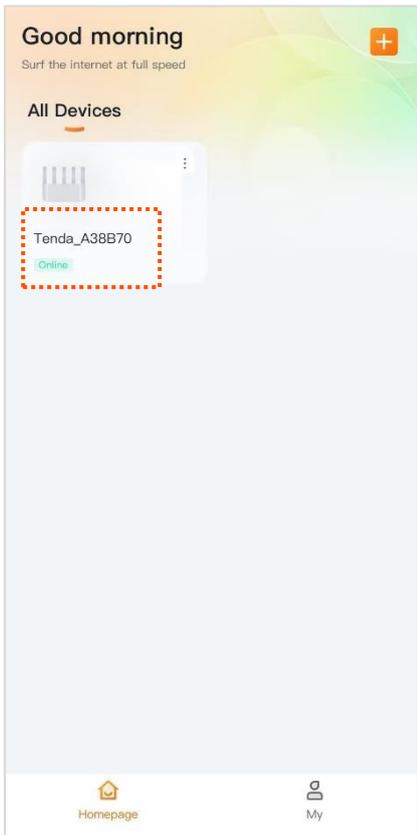 Good morning
Surf the internet at full speed
All Devices
Tenda_A38B70
Online
Homepage
My